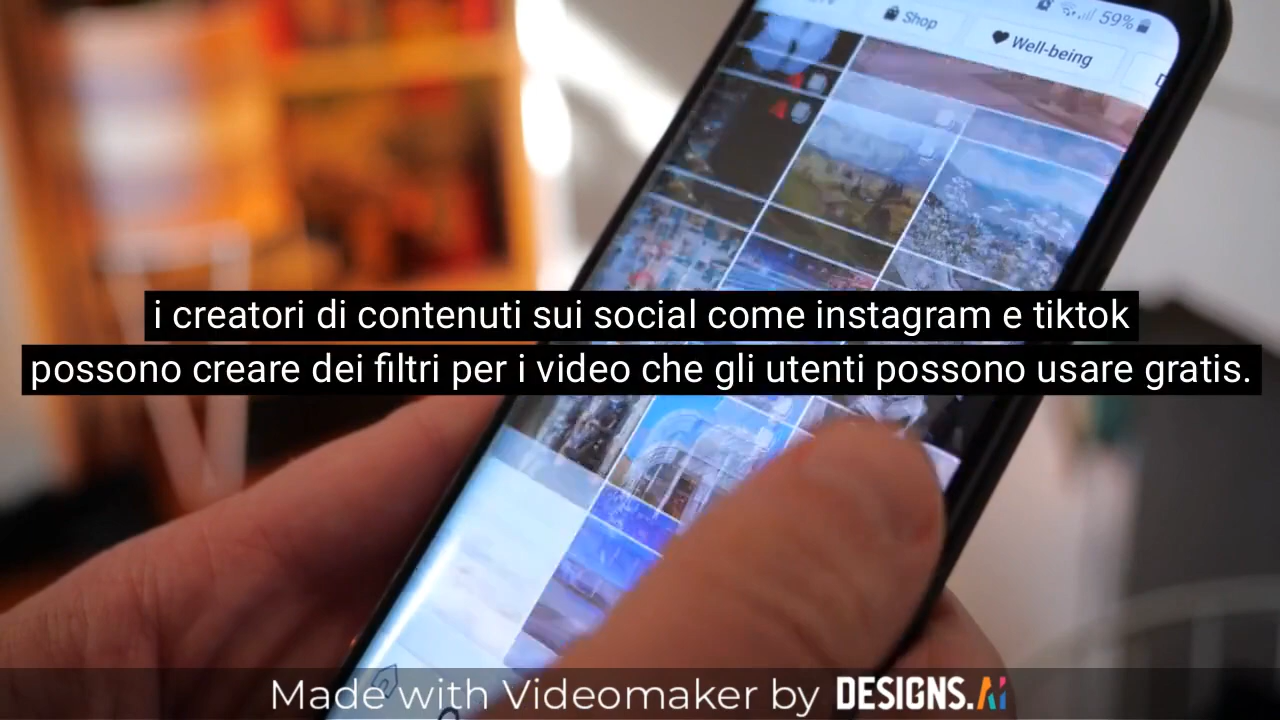 59%
Shop
Well-being
i creatori di contenuti sui social come instagram e tiktok
possono creare dei filtri per i video che gli utenti possono usare gratis.
Made with Videomaker by DESIGNS.AI